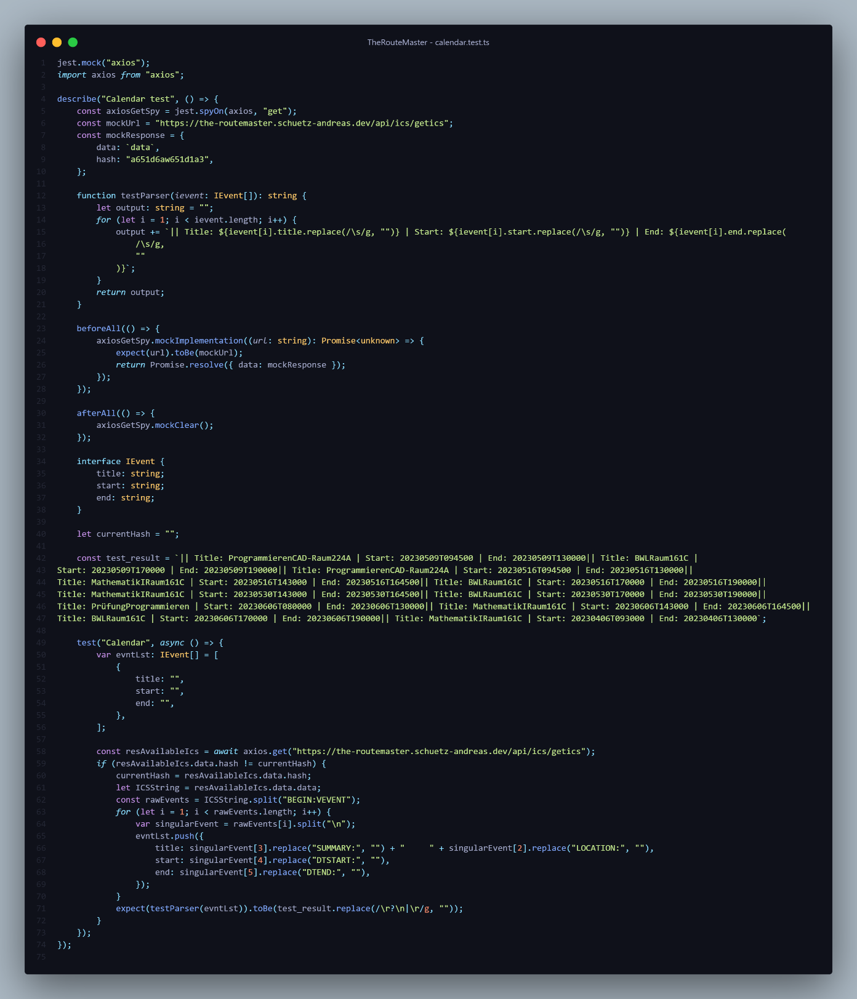 TheRouteMaster - calendar.test.ts
1 jest.mock("axios");
2 import axios from "axios";
3
4 describe("Calendar test", () => {
5     const axiosGetSpy = jest.spyOn(axios, "get");
6     const mockUrl = "https://the-routemaster.schuetz-andreas.dev/api/ics/getics";
7     const mockResponse = {
8         data: `data`,
9         hash: "a651d6aw651d1a3",
10     };
11
12     function testParser(ievent: IEvent[]): string {
13         let output: string = "";
14         for (let i = 1; i < ievent.length; i++) {
15             output += `|| Title: ${ievent[i].title.replace(/\s/g, "")} | Start: ${ievent[i].start.replace(/\s/g, "")} | End: ${ievent[i].end.replace(
16                 /\s/g,
17                 ""
18             )}`;
19         }
20         return output;
21     }
22
23     beforeAll(() => {
24         axiosGetSpy.mockImplementation((url: string): Promise<unknown> => {
25             expect(url).toBe(mockUrl);
26             return Promise.resolve({ data: mockResponse });
27         });
28     });
29
30     afterAll(() => {
31         axiosGetSpy.mockClear();
32     });
33
34     interface IEvent {
35         title: string;
36         start: string;
37         end: string;
38     }
39
40     let currentHash = "";
41
42     const test_result = `|| Title: ProgrammierenCAD-Raum224A | Start: 20230509T094500 | End: 20230509T130000|| Title: BWLRaum161C |
43 Start: 20230509T170000 | End: 20230509T190000|| Title: ProgrammierenCAD-Raum224A | Start: 20230516T094500 | End: 20230516T130000||
44 Title: MathematikIRaum161C | Start: 20230516T143000 | End: 20230516T164500|| Title: BWLRaum161C | Start: 20230516T170000 | End: 20230516T190000||
45 Title: MathematikIRaum161C | Start: 20230530T143000 | End: 20230530T164500|| Title: BWLRaum161C | Start: 20230530T170000 | End: 20230530T190000||
46 Title: PrüfungProgrammieren | Start: 20230606T080000 | End: 20230606T130000|| Title: MathematikIRaum161C | Start: 20230606T143000 | End: 20230606T164500||
47 Title: BWLRaum161C | Start: 20230606T170000 | End: 20230606T190000|| Title: MathematikIRaum161C | Start: 20230406T093000 | End: 20230406T130000`;
48
49     test("Calendar", async () => {
50         var evntLst: IEvent[] = [
51             {
52                 title: "",
53                 start: "",
54                 end: "",
55             },
56         ];
57
58         const resAvailableIcs = await axios.get("https://the-routemaster.schuetz-andreas.dev/api/ics/getics");
59         if (resAvailableIcs.data.hash != currentHash) {
60             currentHash = resAvailableIcs.data.hash;
61             let ICSString = resAvailableIcs.data.data;
62             const rawEvents = ICSString.split("BEGIN:VEVENT");
63             for (let i = 1; i < rawEvents.length; i++) {
64                 var singularEvent = rawEvents[i].split("\n");
65                 evntLst.push({
66                     title: singularEvent[3].replace("SUMMARY:", "") + "     " + singularEvent[2].replace("LOCATION:", ""),
67                     start: singularEvent[4].replace("DTSTART:", ""),
68                     end: singularEvent[5].replace("DTEND:", ""),
69                 });
70             }
71             expect(testParser(evntLst)).toBe(test_result.replace(/\r?\n|\r/g, ""));
72         }
73     });
74 });
75